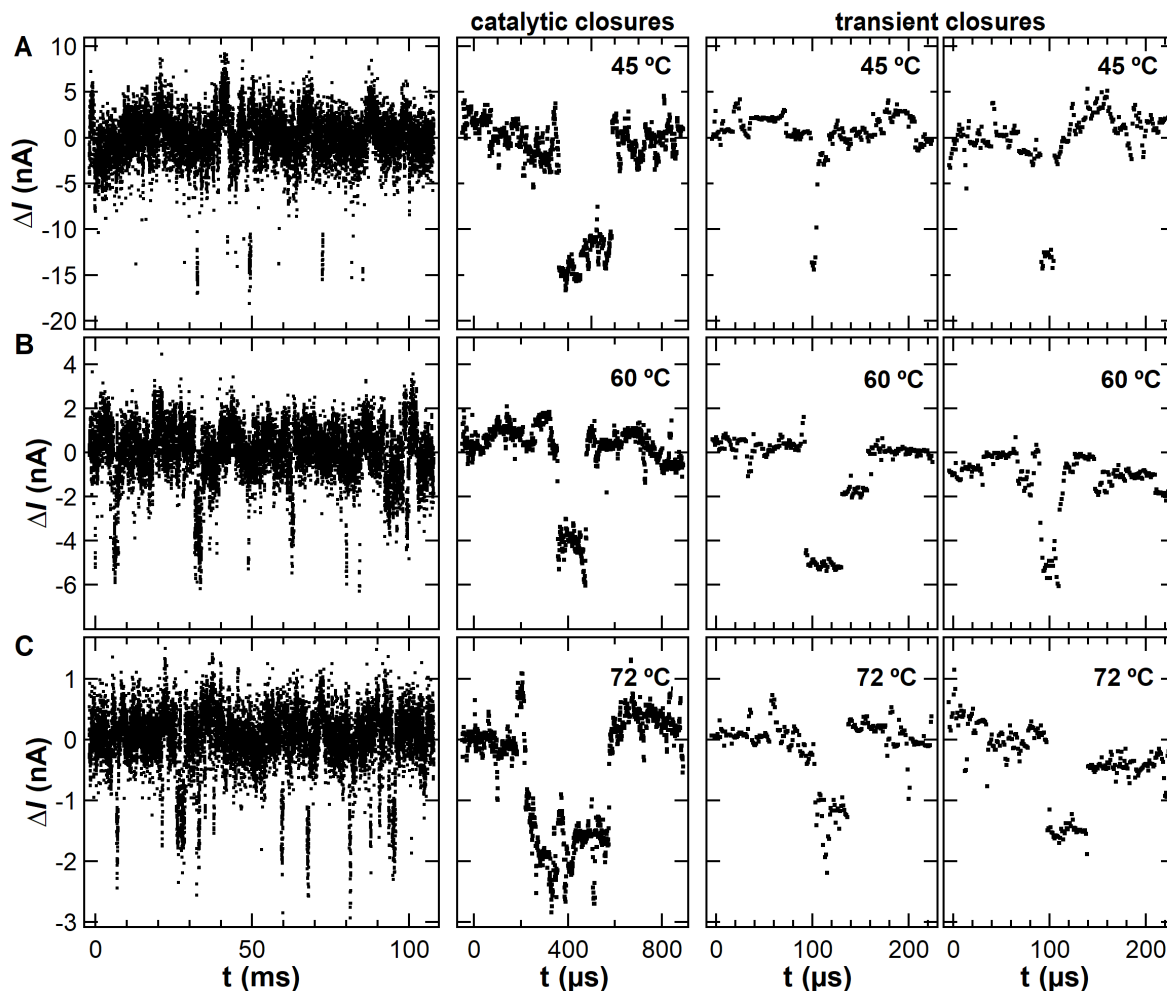 catalytic closures transient closures
A
10
5
0
-5
-10
-15
-20
ΔI (nA)
45 ºC
45 ºC
45 ºC
B
4
2
0
-2
-4
-6
ΔI (nA)
60 ºC
60 ºC
60 ºC
C
1
0
-1
-2
-3
ΔI (nA)
72 ºC
72 ºC
72 ºC
0 50 100 0 400 800 0 100 200 0 100 200
t (ms) t (µs) t (µs) t (µs)